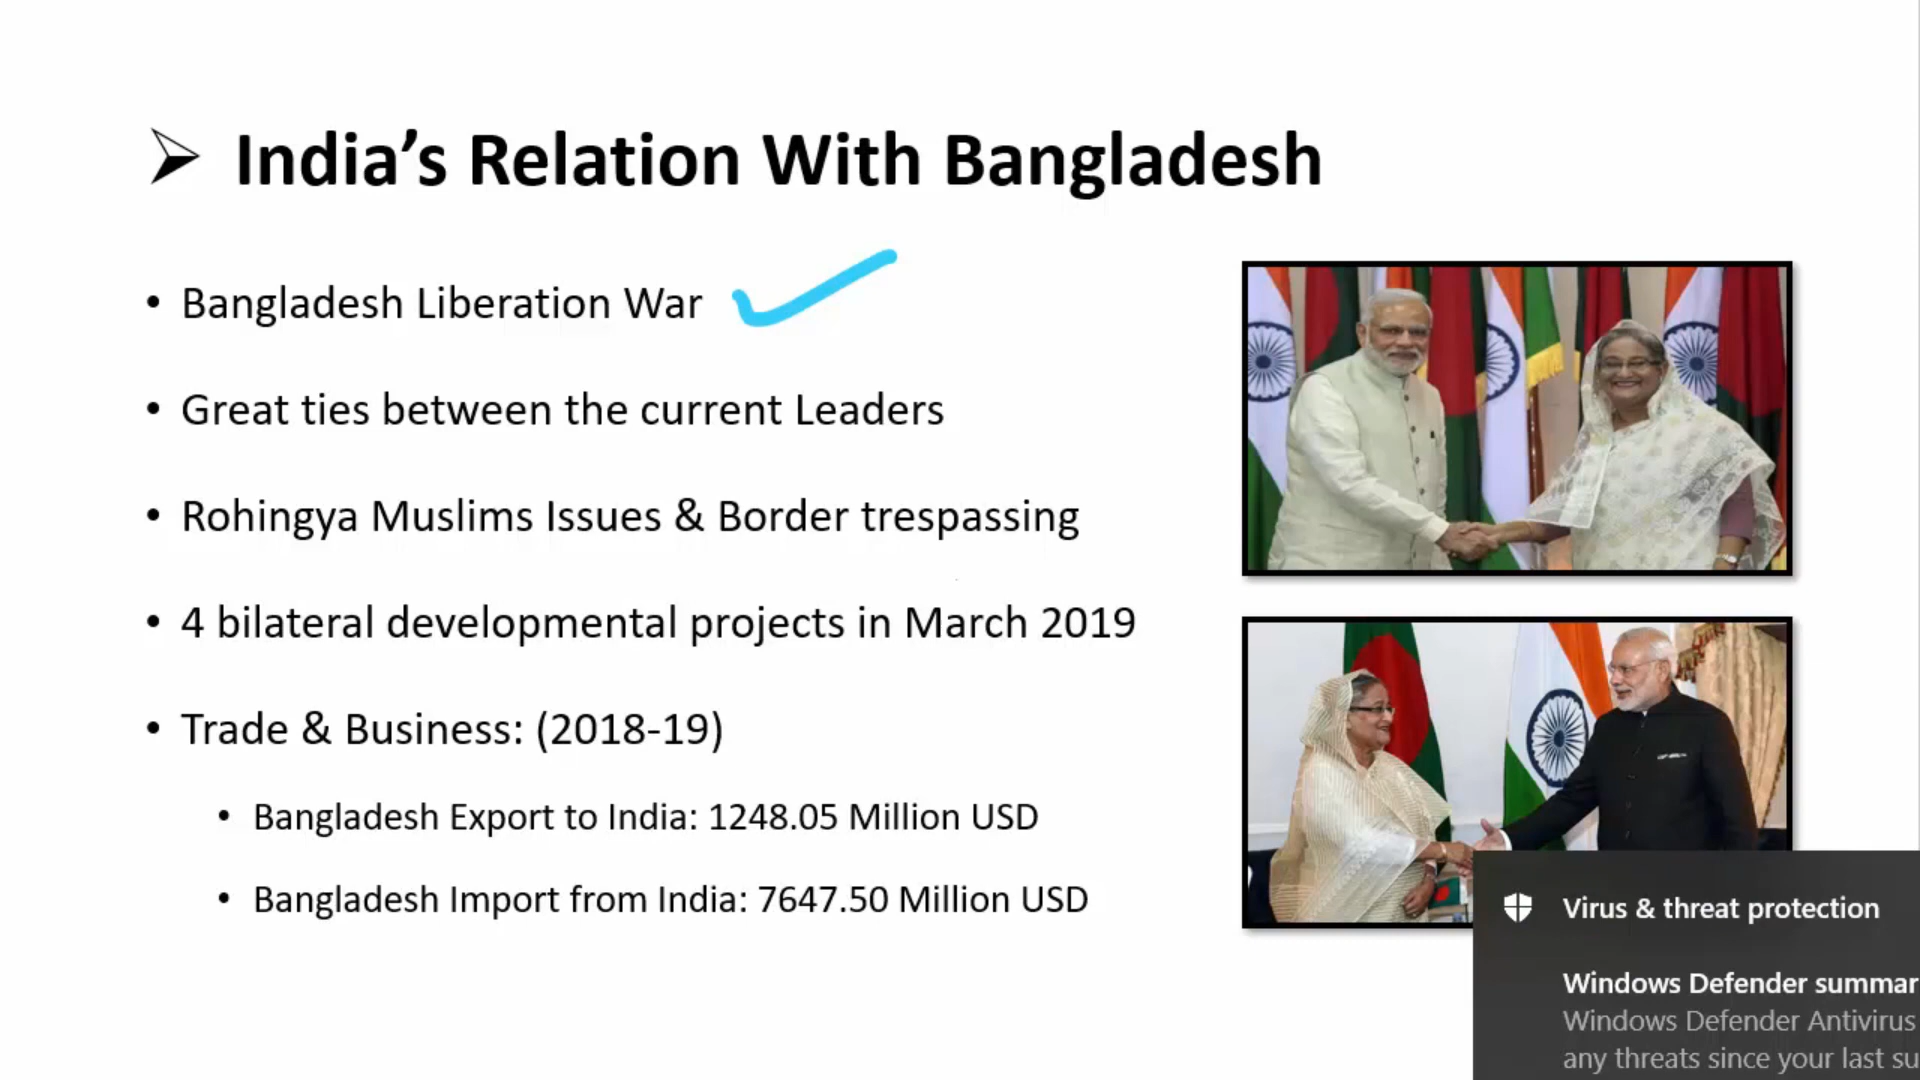 India’s Relation With Bangladesh
• Bangladesh Liberation War
• Great ties between the current Leaders
• Rohingya Muslims Issues & Border trespassing
• 4 bilateral developmental projects in March 2019
• Trade & Business: (2018-19)
• Bangladesh Export to India: 1248.05 Million USD
• Bangladesh Import from India: 7647.50 Million USD
Virus & threat protection
Windows Defender summar
Windows Defender Antivirus
any threats since your last su